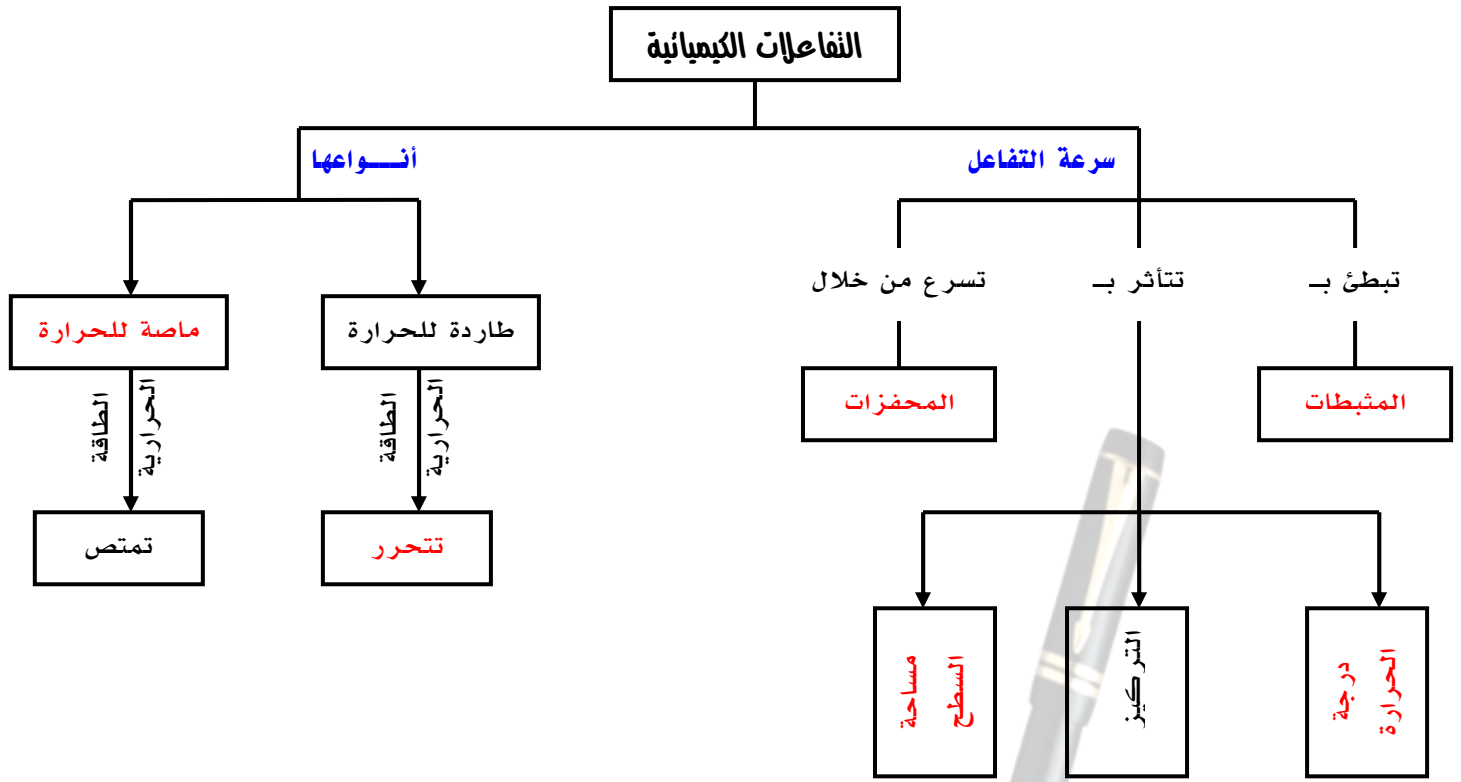 التفاعلات الكيميائية
سرعة التفاعل
أنـــواعها
تبطئ بـ
تتأثر بـ
تسرع من خلال
المثبطات
المحفزات
درجة
الحرارة
التركيز
مساحة
السطح
طاردة للحرارة
ماصة للحرارة
الطاقة
الحرارية
الطاقة
الحرارية
تتحرر
تمتص